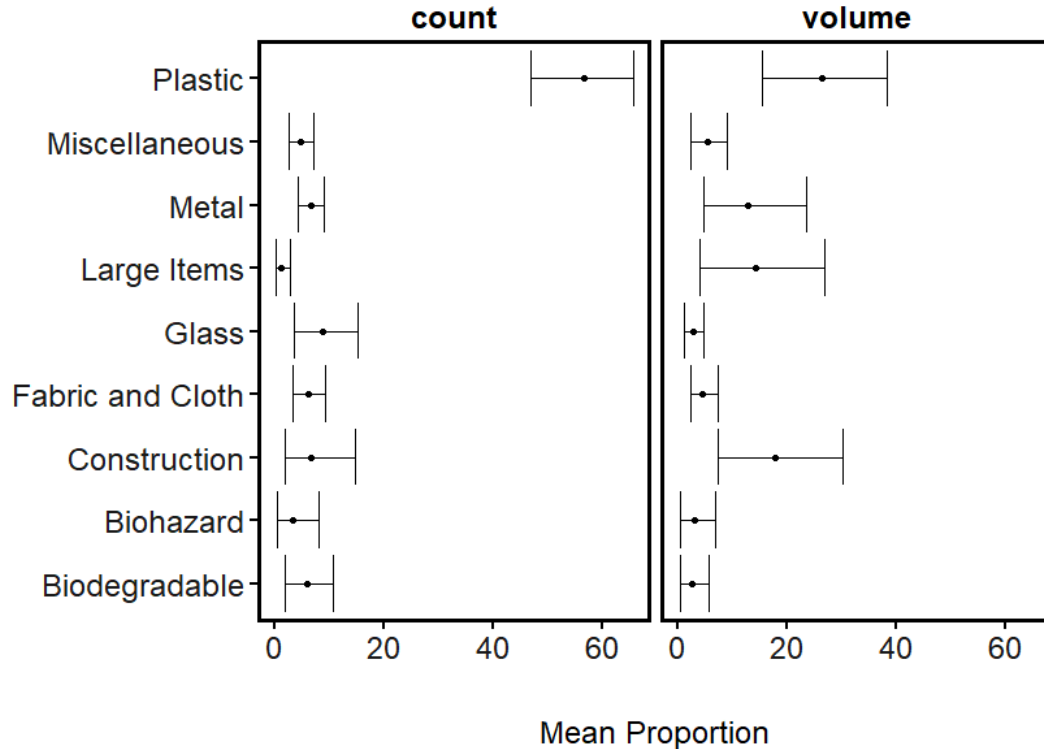 count
volume
Plastic
Miscellaneous
Metal
Large Items
Glass
Fabric and Cloth
Construction
Biohazard
Biodegradable
0 20 40 60
0 20 40 60
Mean Proportion